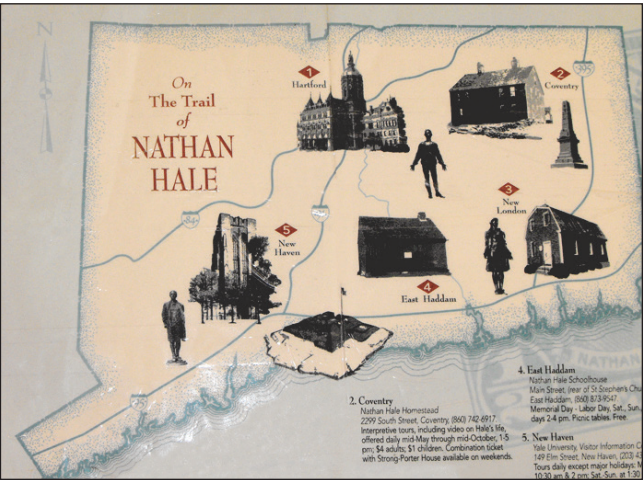 N
On
The Trail
of
NATHAN
HALE
1
Hartford
2
Coventry
3
New
London
84
5
New
Haven
4
East Haddam
2. Coventry
Nathan Hale Homestead
2299 South Street, Coventry, (860) 742-6917
Interpretive tours, including video on Hale's life,
offered daily mid-May through mid-October, 1-5
pm; $4 adults; $1 children. Combination ticket
with Strong-Porter House available on weekends.
4. East Haddam
Nathan Hale Schoolhouse
Main Street, (rear of St. Stephen's
East Haddam, (860) 873-9547
Memorial Day - Labor Day, Sat., Sun.
days 2-4 pm. Picnic tables. Free
5. New Haven
Yale University, Visitor Information
149 Elm Street, New Haven, (203)
Tours daily except major holidays:
10:30 am & 2 pm; Sat.-Sun. at 1:30
NATHAN